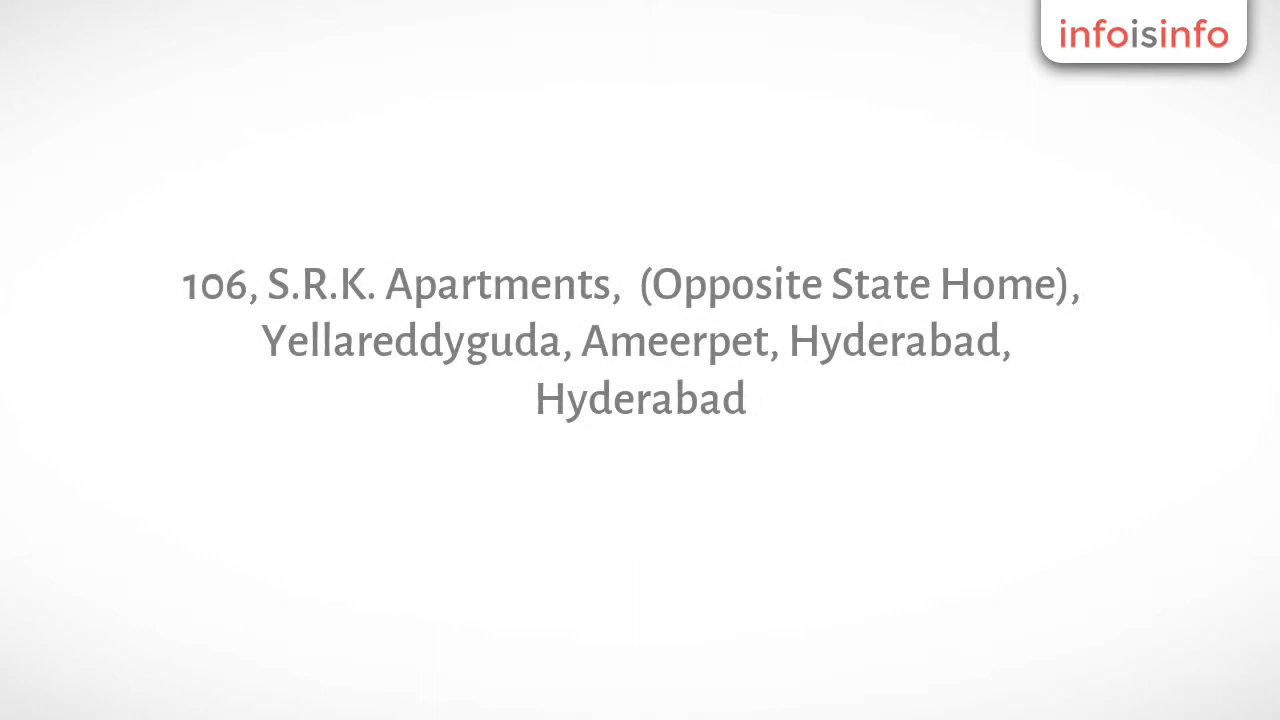 infoisinfo
106, S.R.K. Apartments,  (Opposite State Home),
Yellareddyguda, Ameerpet, Hyderabad,
Hyderabad